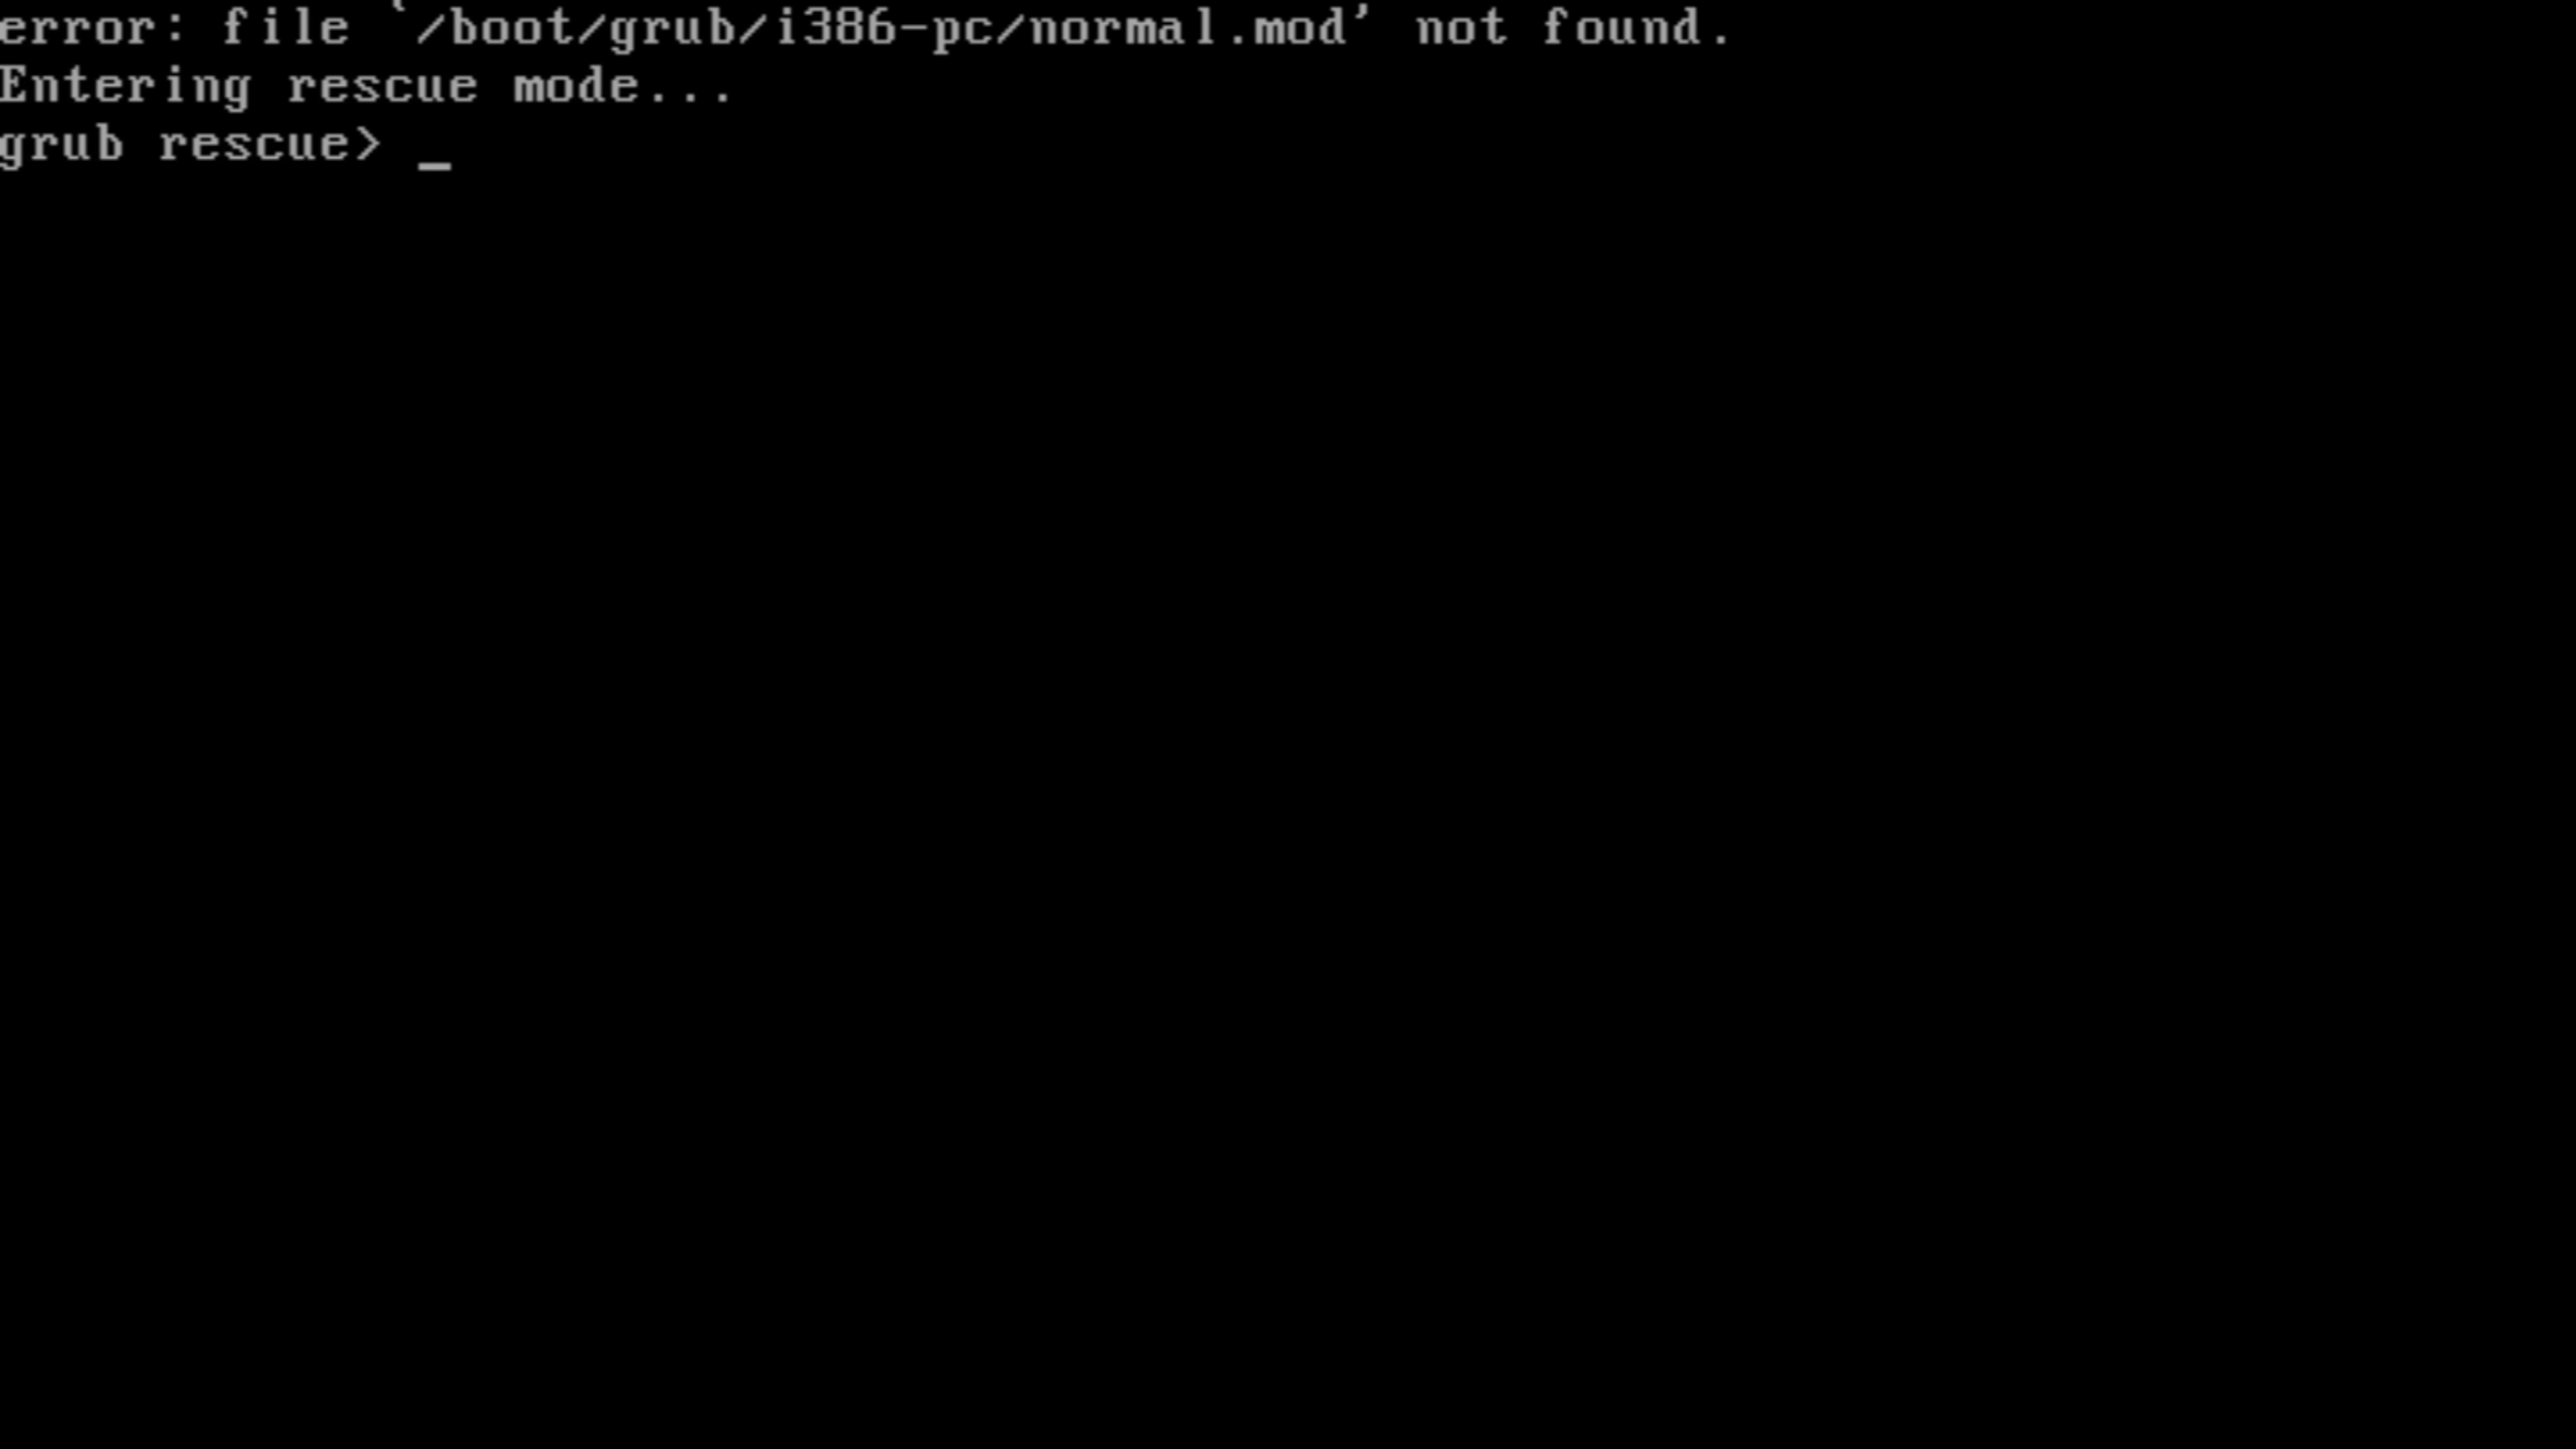 error: file `/boot/grub/i386-pc/normal.mod' not found.
Entering rescue mode...
grub rescue> _